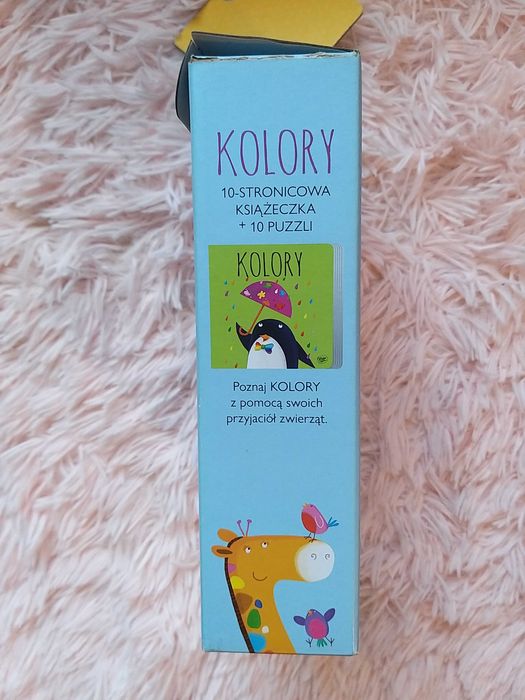 KOLORY
10-STRONICOWA
KSIĄŻECZKA
+ 10 PUZZLI
KOLORY
Poznaj KOLORY
z pomocą swoich
przyjaciół zwierząt.